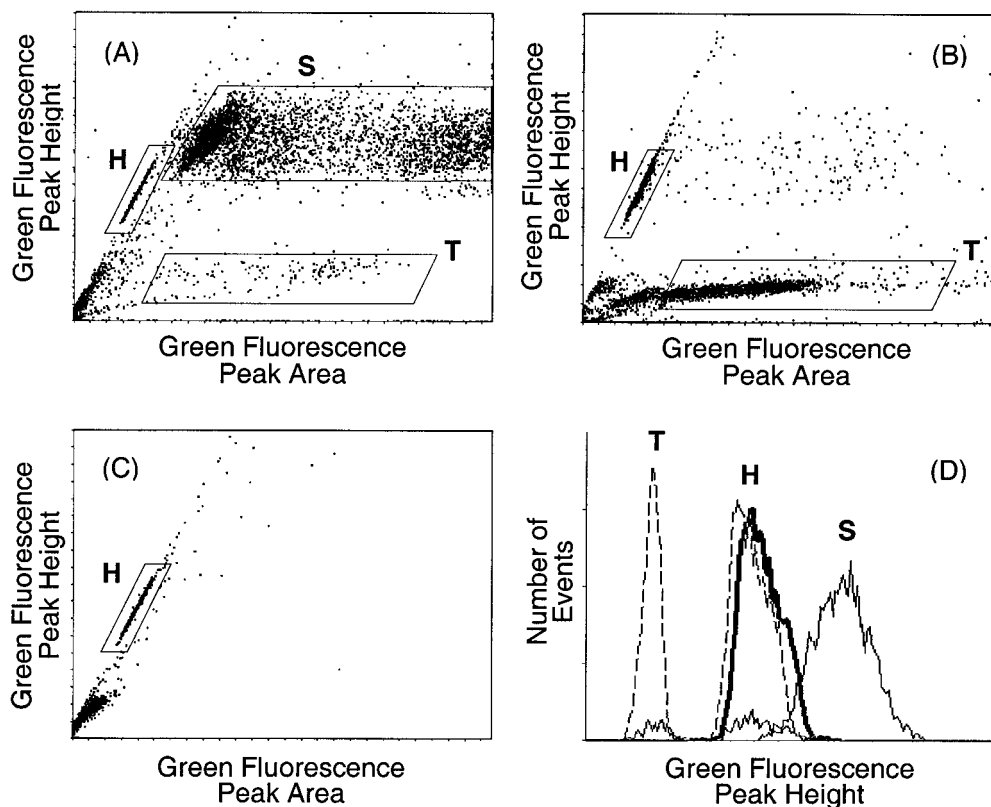 (A)
S
H
T
Green Fluorescence
Peak Height
Green Fluorescence
Peak Area
(B)
H
T
Green Fluorescence
Peak Height
Green Fluorescence
Peak Area
(C)
H
Green Fluorescence
Peak Height
Green Fluorescence
Peak Area
(D)
T
H
S
Number of
Events
Green Fluorescence
Peak Height